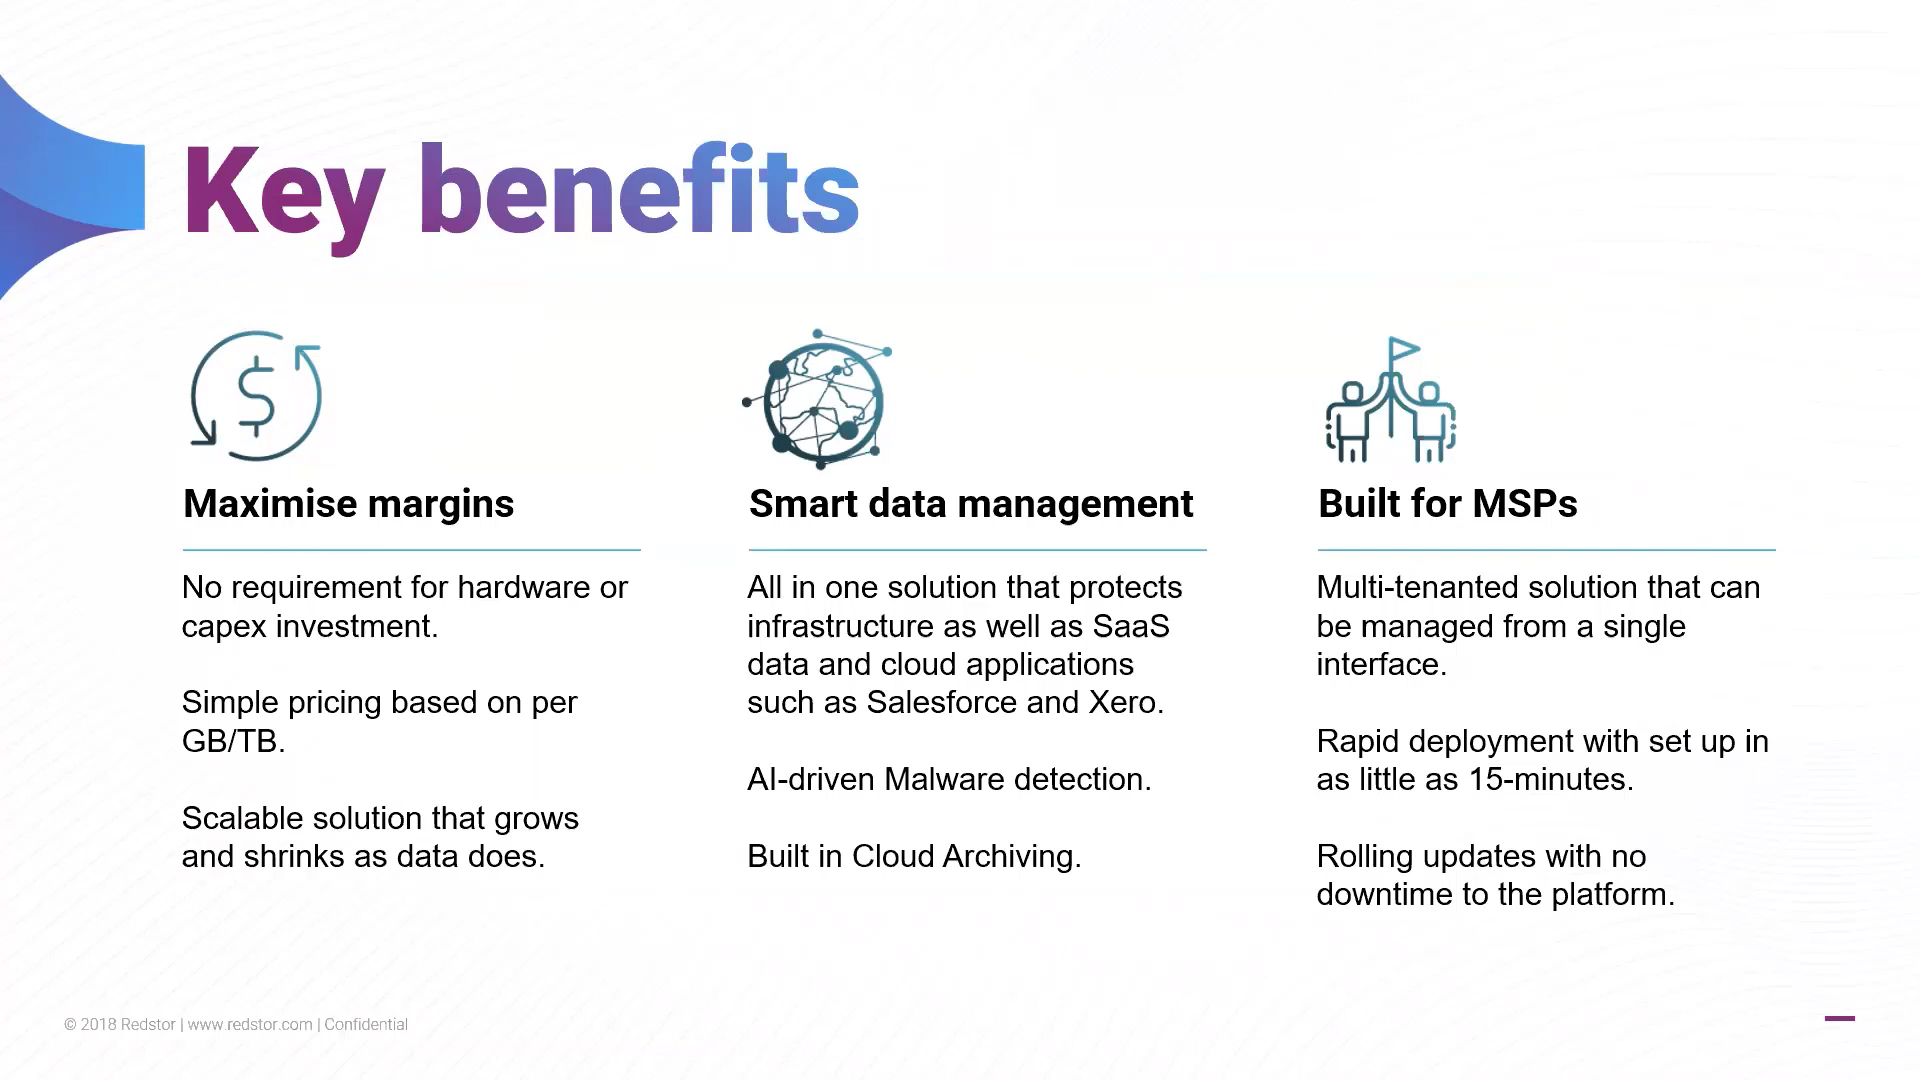 Key benefits
Maximise margins
No requirement for hardware or
capex investment.
Simple pricing based on per
GB/TB.
Scalable solution that grows
and shrinks as data does.
Smart data management
All in one solution that protects
infrastructure as well as SaaS
data and cloud applications
such as Salesforce and Xero.
AI-driven Malware detection.
Built in Cloud Archiving.
Built for MSPs
Multi-tenanted solution that can
be managed from a single
interface.
Rapid deployment with set up in
as little as 15-minutes.
Rolling updates with no
downtime to the platform.
© 2018 Redstor | www.redstor.com | Confidential